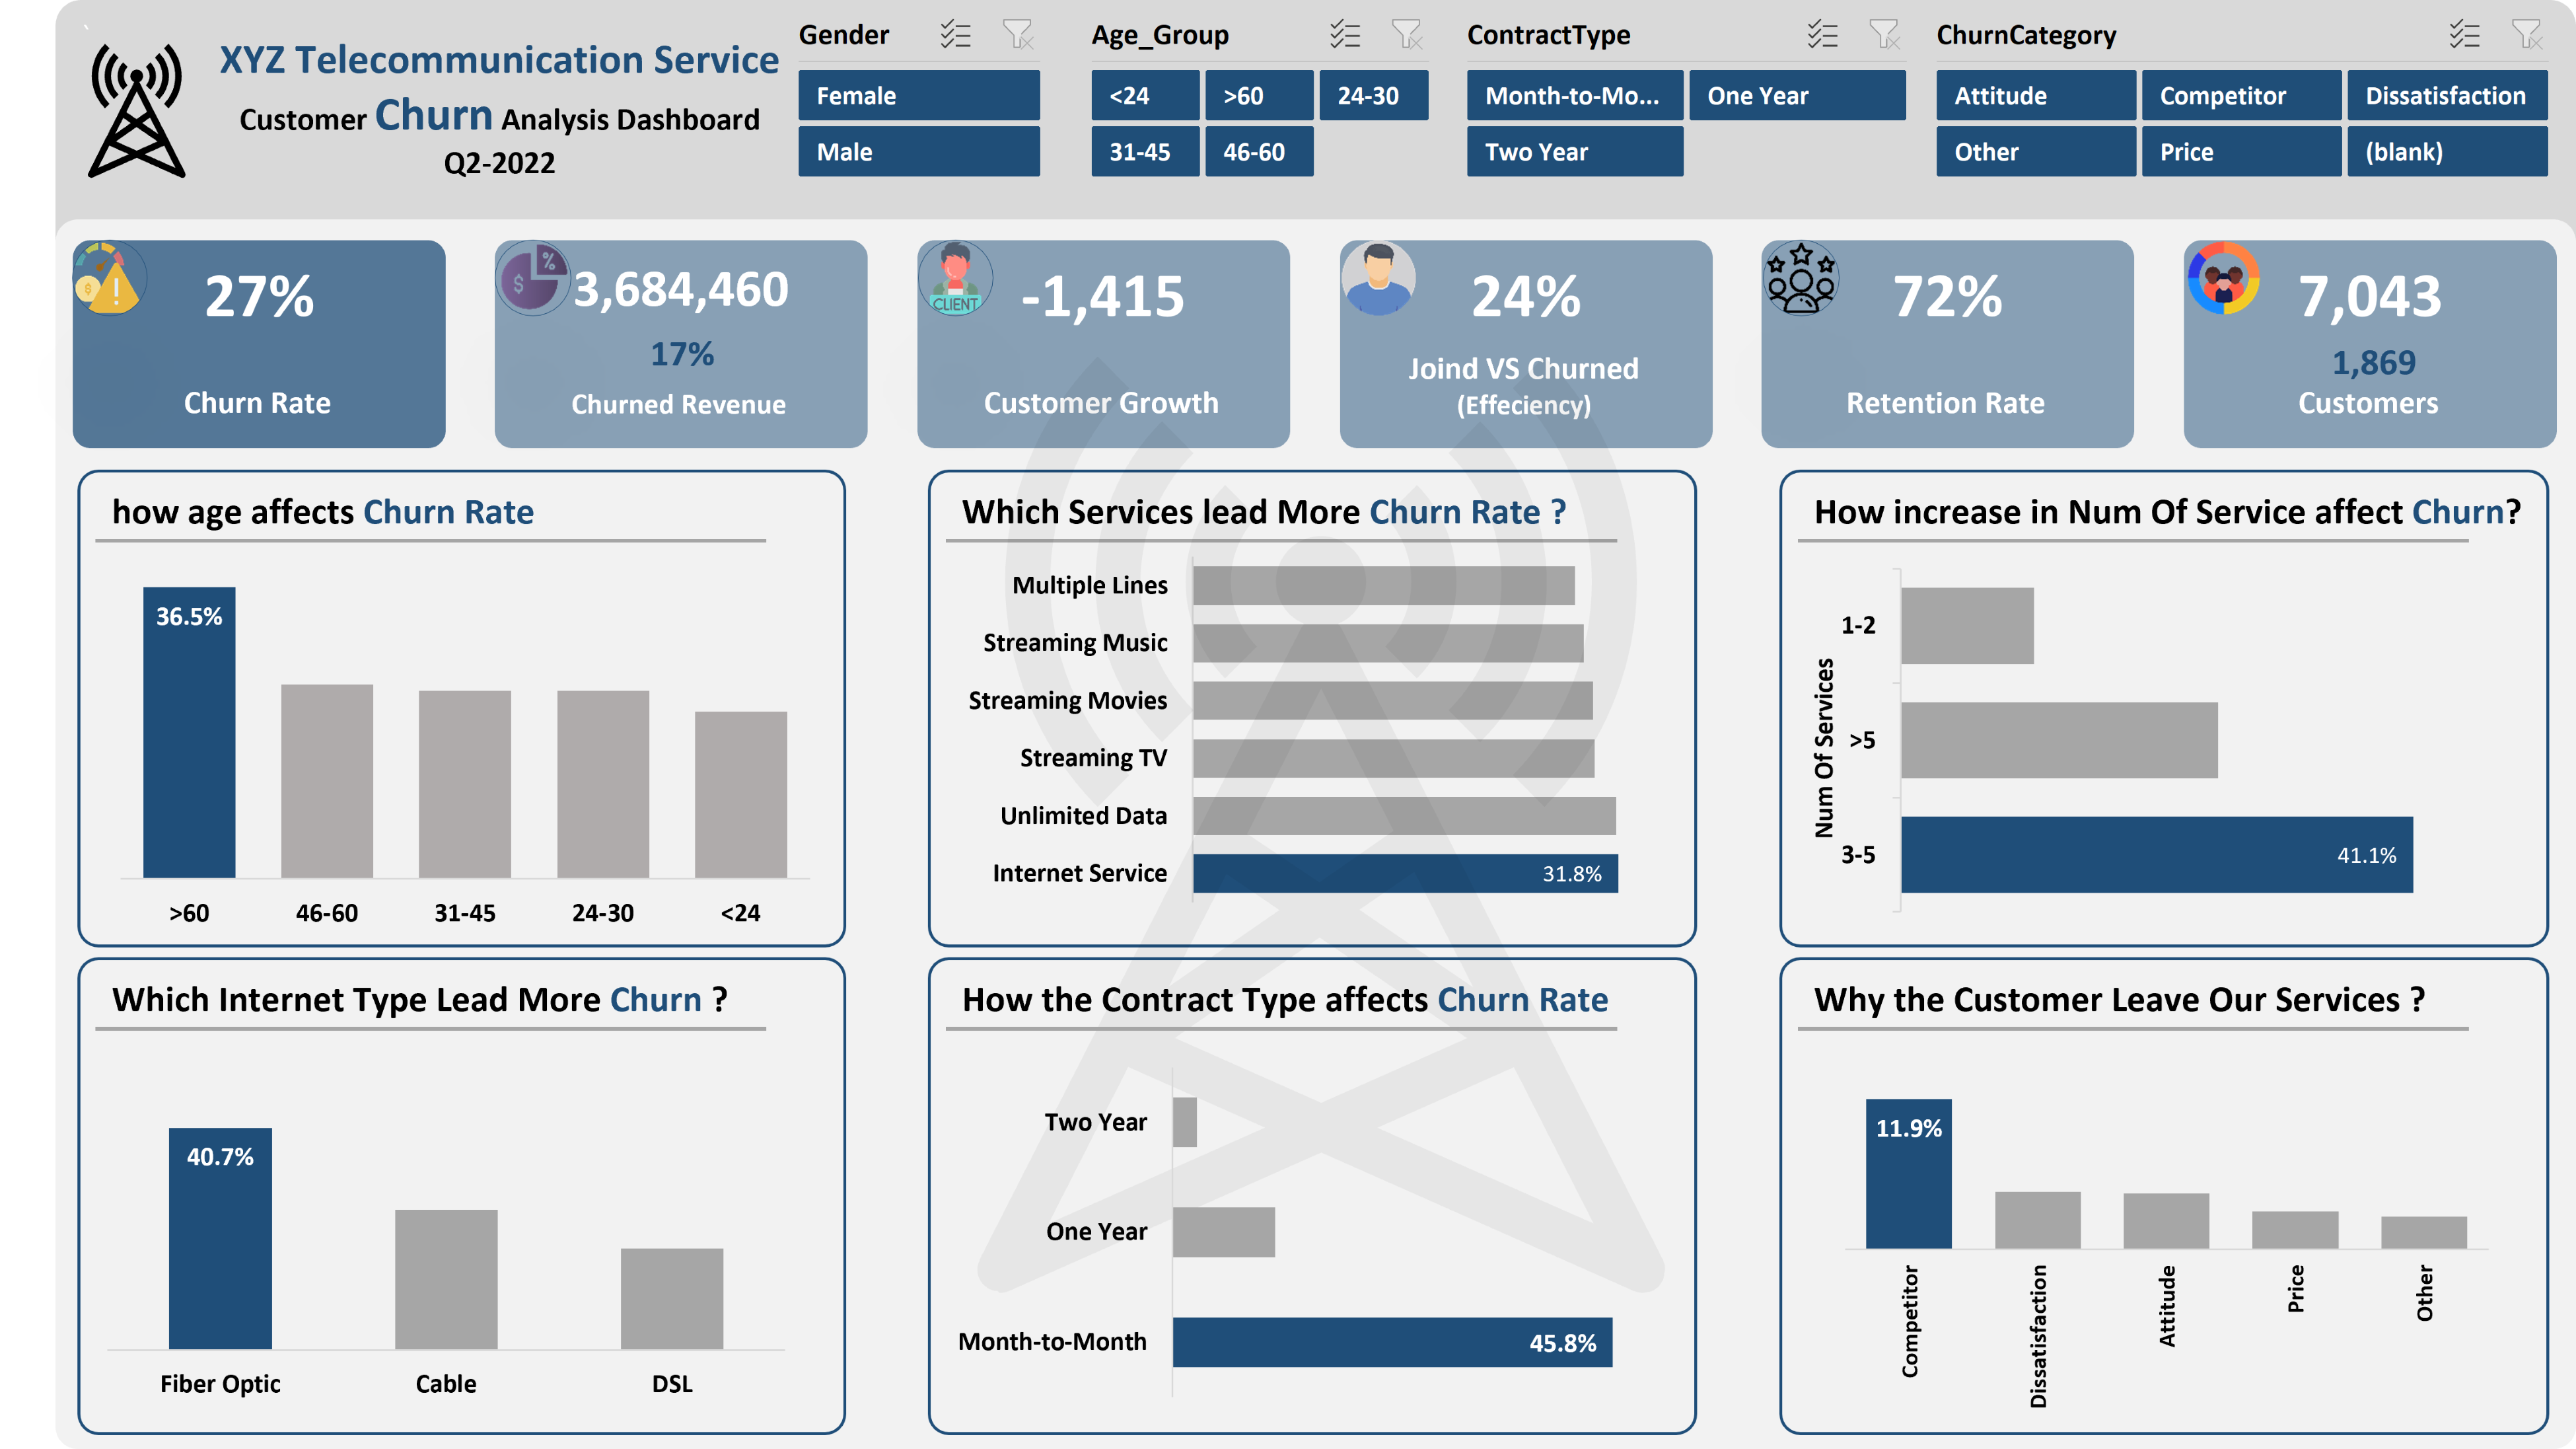 XYZ Telecommunication Service
Customer Churn Analysis Dashboard
Q2-2022
Gender
Female
Male
Age_Group
<24 >60 24-30
31-45 46-60
ContractType
Month-to-Mo... One Year
Two Year
ChurnCategory
Attitude Competitor Dissatisfaction
Other Price (blank)
27%
Churn Rate
%
$
3,684,460
17%
Churned Revenue
CLIENT
-1,415
Customer Growth
24%
Joind VS Churned
(Effeciency)
72%
Retention Rate
7,043
1,869
Customers
how age affects Churn Rate
36.5%
>60 46-60 31-45 24-30 <24
Which Services lead More Churn Rate ?
Multiple Lines
Streaming Music
Streaming Movies
Streaming TV
Unlimited Data
Internet Service 31.8%
How increase in Num Of Service affect Churn?
Num Of Services
1-2
>5
3-5 41.1%
Which Internet Type Lead More Churn ?
40.7%
Fiber Optic Cable DSL
How the Contract Type affects Churn Rate
Two Year
One Year
Month-to-Month 45.8%
Why the Customer Leave Our Services ?
11.9%
Competitor
Dissatisfaction
Attitude
Price
Other